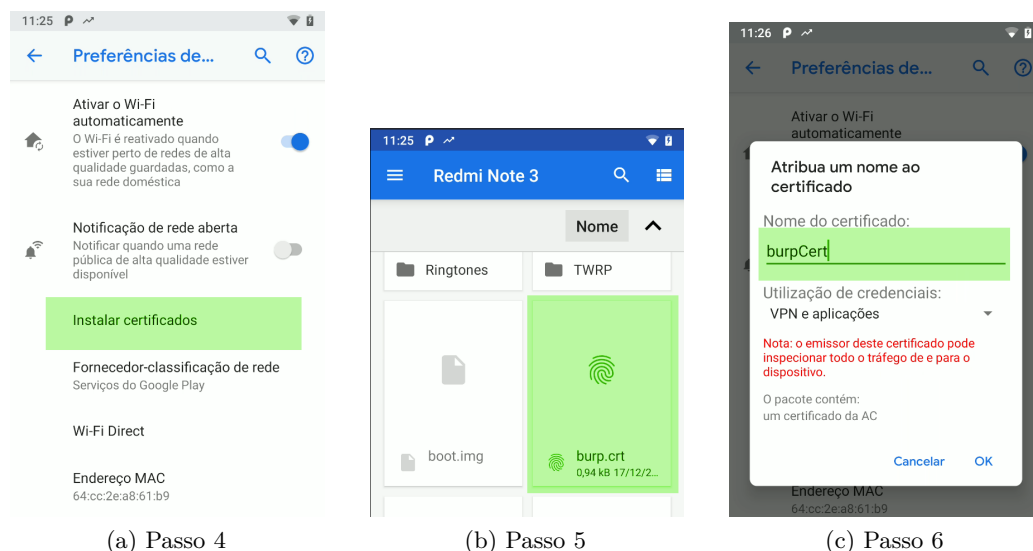 11:25
Preferências de...
Ativar o Wi-Fi
automaticamente
O Wi-Fi é reativado quando
estiver perto de redes de alta
qualidade guardadas, como a
sua rede doméstica
Notificação de rede aberta
Notificar quando uma rede
pública de alta qualidade estiver
disponível
Instalar certificados
Fornecedor-classificação de rede
Serviços do Google Play
Wi-Fi Direct
Endereço MAC
64:cc:2e:a8:61:b9
(a) Passo 4
11:25
Redmi Note 3
Nome
Ringtones
TWRP
boot.img
burp.crt
0,94 kB 17/12/2...
(b) Passo 5
11:26
Preferências de...
Ativar o Wi-Fi
automaticamente
Atribua um nome ao
certificado
Nome do certificado:
burpCert
Utilização de credenciais:
VPN e aplicações
Nota: o emissor deste certificado pode
inspecionar todo o tráfego de e para o
dispositivo.
O pacote contém:
um certificado da AC
Cancelar OK
Endereço MAC
64:cc:2e:a8:61:b9
(c) Passo 6